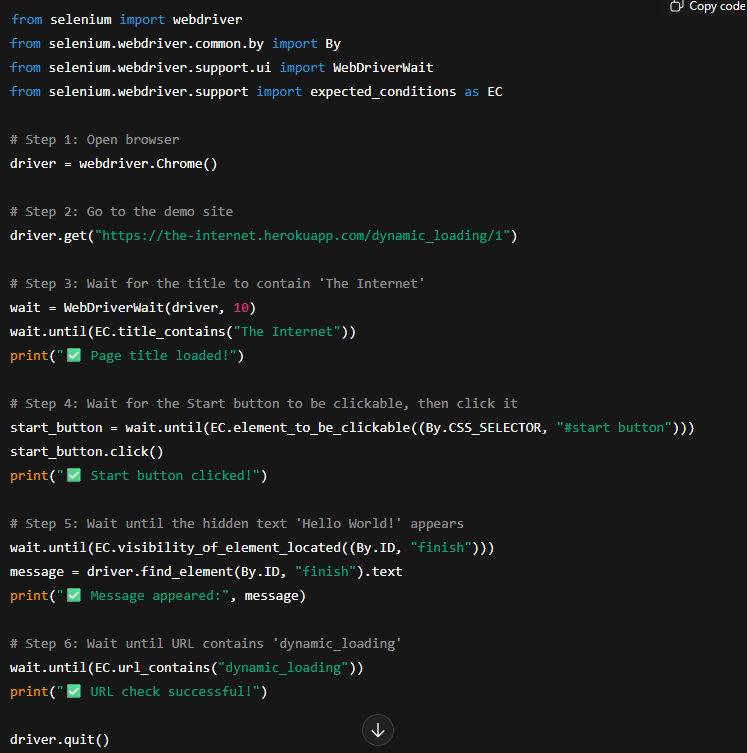 Copy code
from selenium import webdriver
from selenium.webdriver.common.by import By
from selenium.webdriver.support.ui import WebDriverWait
from selenium.webdriver.support import expected_conditions as EC

# Step 1: Open browser
driver = webdriver.Chrome()

# Step 2: Go to the demo site
driver.get("https://the-internet.herokuapp.com/dynamic_loading/1")

# Step 3: Wait for the title to contain 'The Internet'
wait = WebDriverWait(driver, 10)
wait.until(EC.title_contains("The Internet"))
print("✅ Page title loaded!")

# Step 4: Wait for the Start button to be clickable, then click it
start_button = wait.until(EC.element_to_be_clickable((By.CSS_SELECTOR, "#start button")))
start_button.click()
print("✅ Start button clicked!")

# Step 5: Wait until the hidden text 'Hello World!' appears
wait.until(EC.visibility_of_element_located((By.ID, "finish")))
message = driver.find_element(By.ID, "finish").text
print("✅ Message appeared:", message)

# Step 6: Wait until URL contains 'dynamic_loading'
wait.until(EC.url_contains("dynamic_loading"))
print("✅ URL check successful!")

driver.quit()